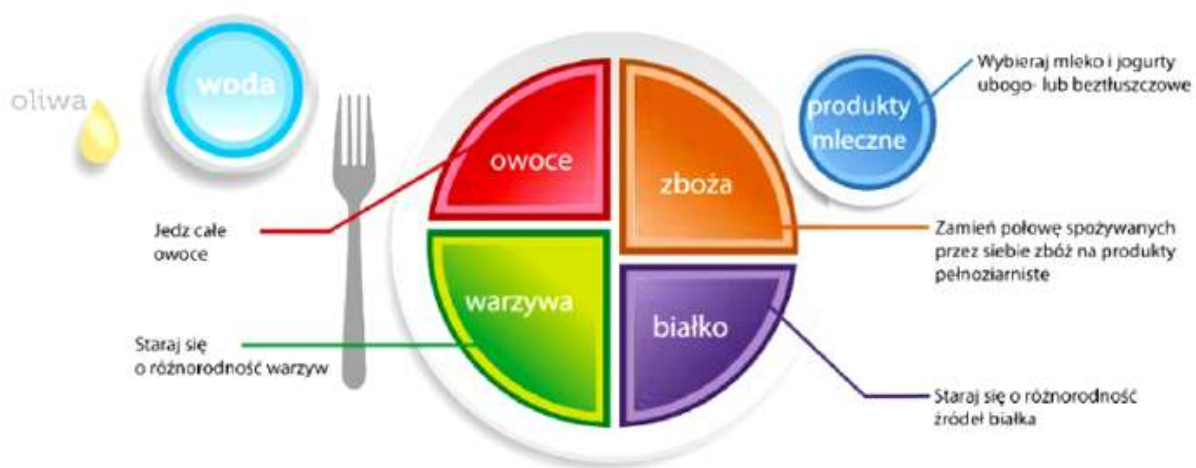 oliwa
woda
owoce
zboża
warzywa
białko
produkty
mleczne
Wybieraj mleko i jogurty
ubogo- lub beztłuszczowe
Jedz całe
owoce
Zamień połowę spożywanych
przez siebie zbóż na produkty
pełnoziarniste
Staraj się
o różnorodność warzyw
Staraj się o różnorodność
źródeł białka